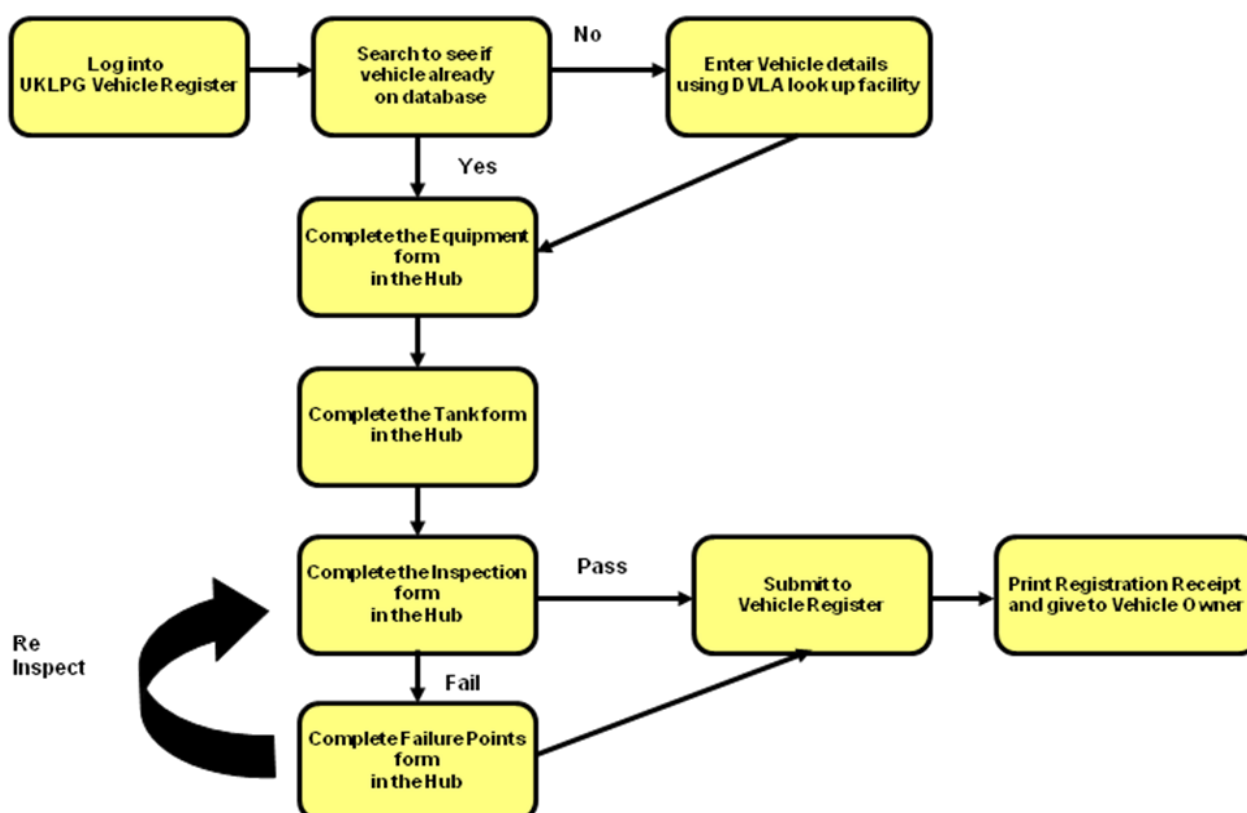 Log into
UKLPG Vehicle Register
Search to see if
vehicle already
on database
No
Enter Vehicle details
using DVLA look up facility
Yes
Complete the Equipment
form
in the Hub
Complete the Tank form
in the Hub
Complete the Inspection
form
in the Hub
Pass
Submit to
Vehicle Register
Print Registration Receipt
and give to Vehicle Owner
Re
Inspect
Fail
Complete Failure Points
form
in the Hub